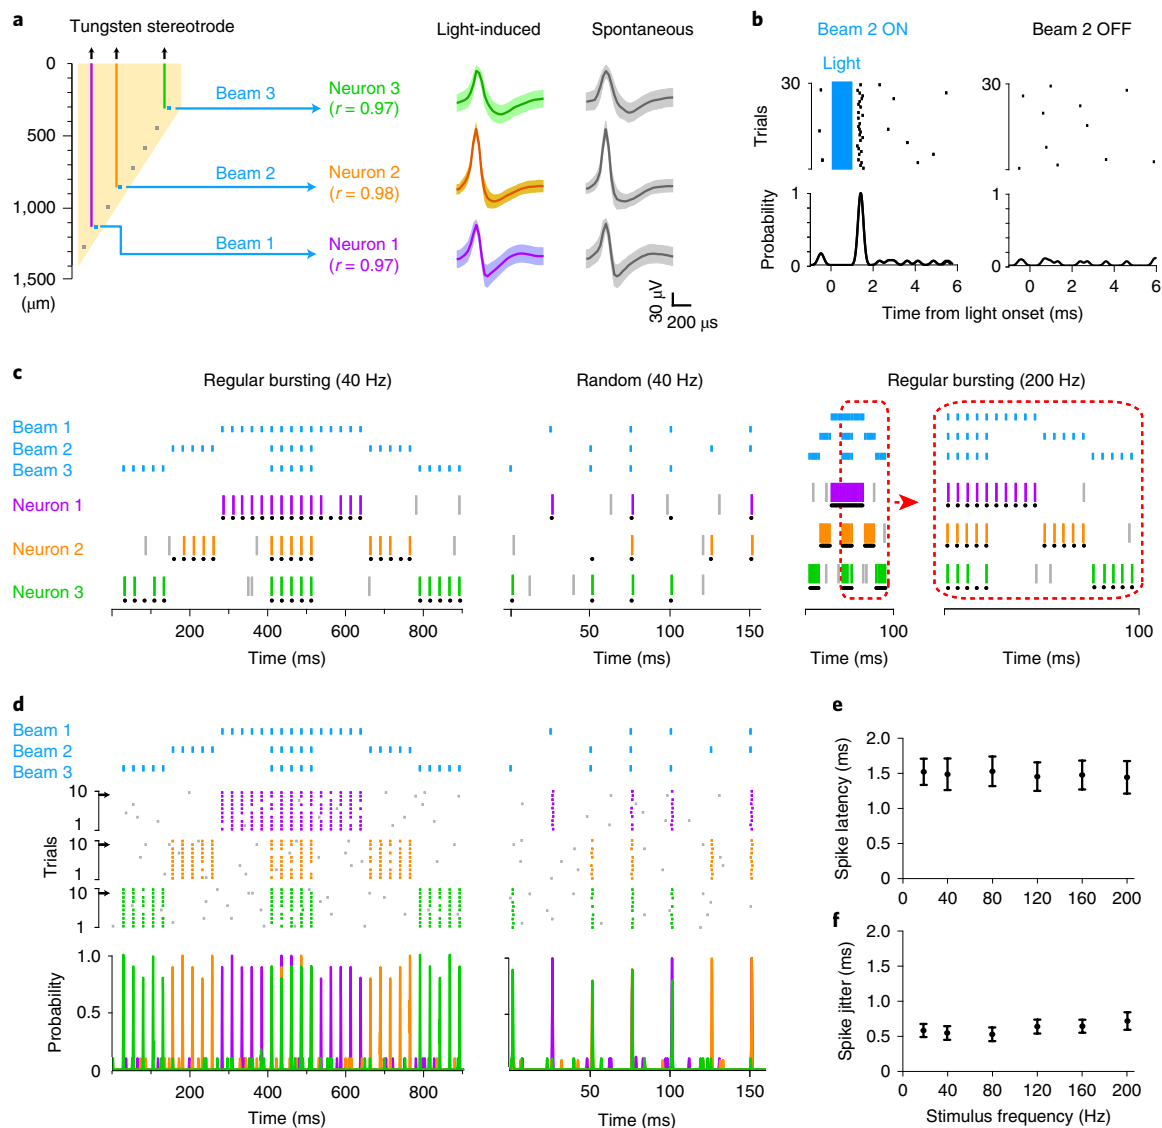 a
Tungsten stereotrode
Light-induced
Spontaneous
0
500
1,000
1,500
(μm)
Beam 3
Neuron 3
(r = 0.97)
Beam 2
Neuron 2
(r = 0.98)
Beam 1
Neuron 1
(r = 0.97)
30 μV
200 μs
b
Beam 2 ON
Beam 2 OFF
Light
30
30
Trials
1
1
Probability
0
0
0 2 4 6
0 2 4 6
Time from light onset (ms)
c
Regular bursting (40 Hz)
Random (40 Hz)
Regular bursting (200 Hz)
Beam 1
Beam 2
Beam 3
Neuron 1
Neuron 2
Neuron 3
200 400 600 800
Time (ms)
50 100 150
Time (ms)
100
Time (ms)
100
Time (ms)
d
Beam 1
Beam 2
Beam 3
10
1
10
1
10
1
Trials
1.0
0.5
0
Probability
200 400 600 800
Time (ms)
50 100 150
Time (ms)
e
2.0
1.5
1.0
0.5
0
Spike latency (ms)
0 40 80 120 160 200
f
2.0
1.5
1.0
0.5
0
Spike jitter (ms)
0 40 80 120 160 200
Stimulus frequency (Hz)